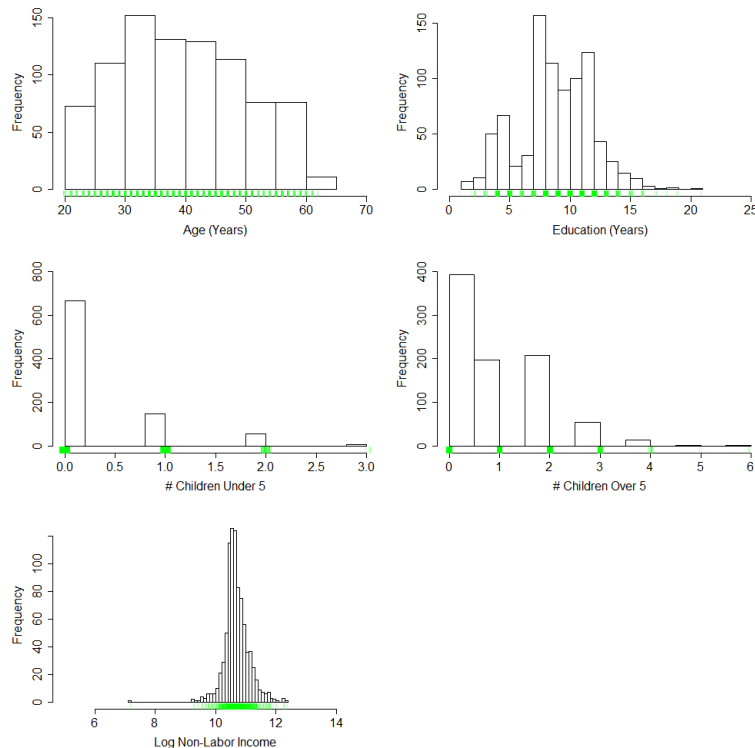 Frequency
150
100
50
0
20 30 40 50 60 70
Age (Years)
Frequency
150
100
50
0
0 5 10 15 20 25
Education (Years)
Frequency
800
600
400
200
0
0.0 0.5 1.0 1.5 2.0 2.5 3.0
# Children Under 5
Frequency
400
300
200
100
0
0 1 2 3 4 5 6
# Children Over 5
Frequency
100
80
60
40
20
0
6 8 10 12 14
Log Non-Labor Income